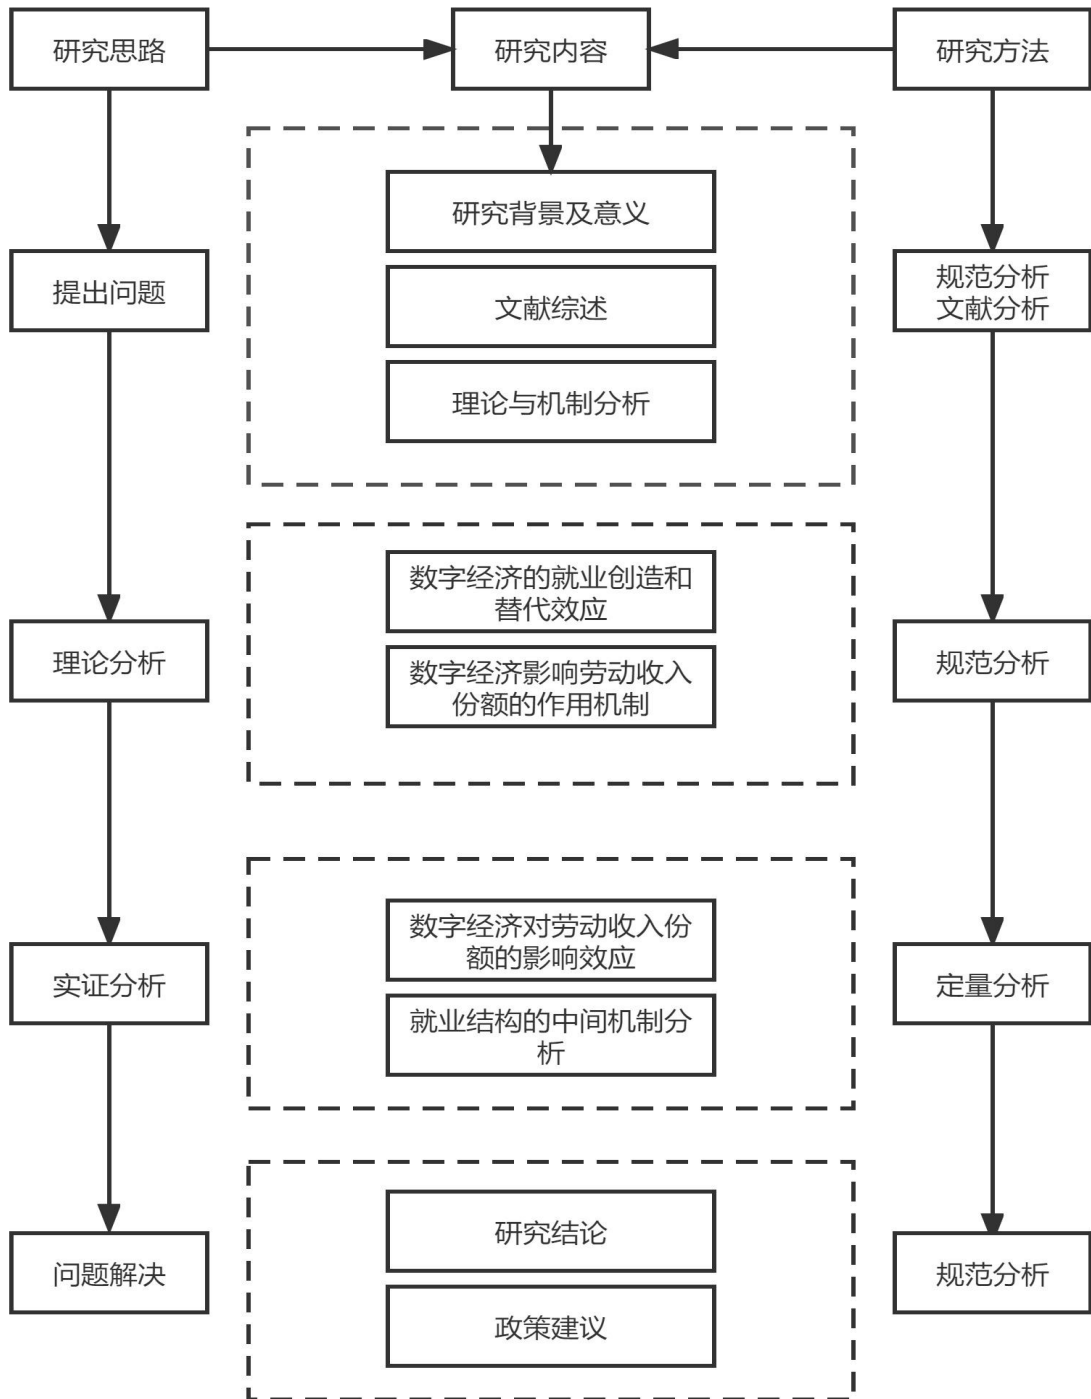 研究思路
研究内容
研究方法
研究背景及意义
提出问题
文献综述
规范分析
文献分析
理论与机制分析
数字经济的就业创造和
替代效应
理论分析
数字经济影响劳动收入
份额的作用机制
规范分析
数字经济对劳动收入份
额的影响效应
实证分析
就业结构的中间机制分
析
定量分析
研究结论
问题解决
政策建议
规范分析